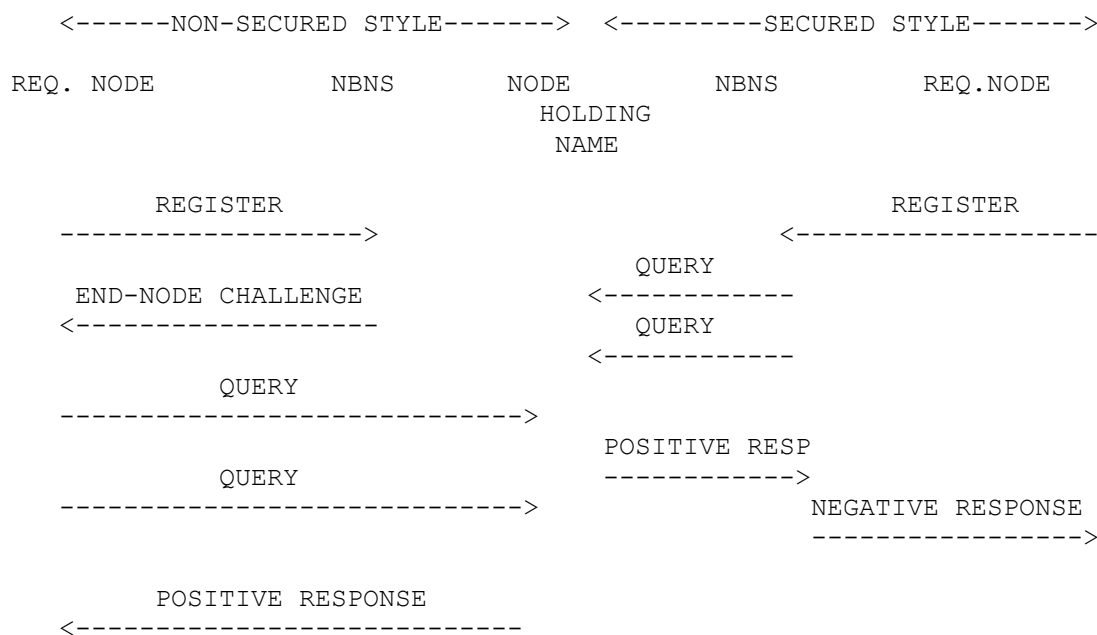 <------NON-SECURED STYLE-------> <---------SECURED STYLE------->
REQ. NODE NBNS NODE NBNS REQ.NODE
HOLDING
NAME
REGISTER REGISTER
-------------------> <-------------------
QUERY
END-NODE CHALLENGE <------------
<------------------- QUERY
<------------
QUERY
----------------------------->
POSITIVE RESP
QUERY ------------>
-----------------------------> NEGATIVE RESPONSE
----------------->
POSITIVE RESPONSE
<----------------------------